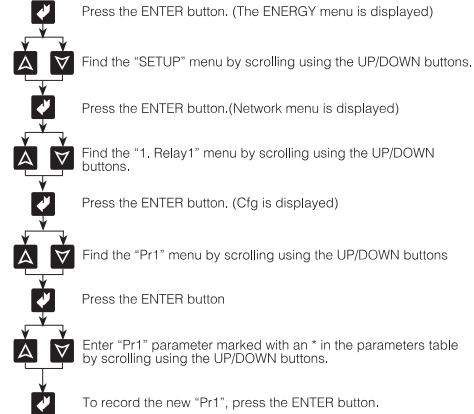 Press the ENTER button. (The ENERGY menu is displayed)
Find the “SETUP” menu by scrolling using the UP/DOWN buttons.
Press the ENTER button.(Network menu is displayed)
Find the “1. Relay1” menu by scrolling using the UP/DOWN
buttons.
Press the ENTER button. (Cfg is displayed)
Find the “Pr1” menu by scrolling using the UP/DOWN buttons
Press the ENTER button
Enter “Pr1” parameter marked with an * in the parameters table
by scrolling using the UP/DOWN buttons.
To record the new “Pr1”, press the ENTER button.